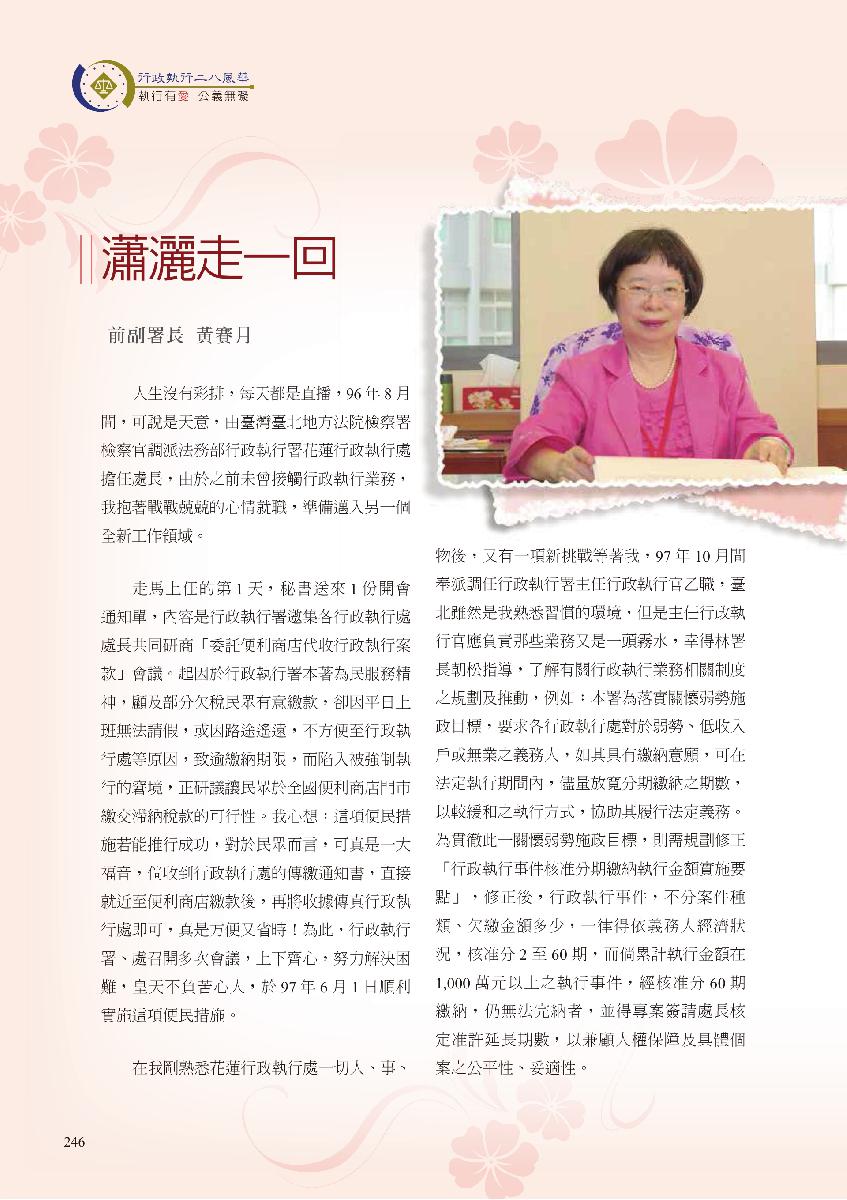 行政執行二八風華
執行有愛 公義無礙
瀟灑走一回
前副署長 黃賽月
人生沒有彩排，每天都是直播，96 年 8 月
間，可說是天意，由臺灣臺北地方法院檢察署
檢察官調派法務部行政執行署花蓮行政執行處
擔任處長，由於之前未曾接觸行政執行業務，
我抱著戰戰兢兢的心情就職，準備邁入另一個
全新工作領域。
走馬上任的第 1 天，秘書送來 1 份開會
通知單，內容是行政執行署邀集各行政執行處
處長共同研商「委託便利商店代收行政執行案
款」會議。起因於行政執行署本著為民服務精
神，顧及部分欠稅民眾有意繳款，卻因平日上
班無法請假，或因路途遙遠，不方便至行政執
行處等原因，致逾繳納期限，而陷入被強制執
行的窘境，正研議讓民眾於全國便利商店門市
繳交滯納稅款的可行性。我心想：這項便民措
施若能推行成功，對於民眾而言，可真是一大
福音，倘收到行政執行處的傳繳通知書，直接
就近至便利商店繳款後，再將收據傳真行政執
行處即可，真是方便又省時！為此，行政執行
署、處召開多次會議，上下齊心，努力解決困
難，皇天不負苦心人，於 97 年 6 月 1 日順利
實施這項便民措施。
在我剛熟悉花蓮行政執行處一切人、事、
物後，又有一項新挑戰等著我，97 年 10 月間
奉派調任行政執行署主任行政執行官乙職，臺
北雖然是我熟悉習慣的環境，但是主任行政執
行官應負責那些業務又是一頭霧水，幸得林署
長朝松指導，了解有關行政執行業務相關制度
之規劃及推動，例如：本署為落實關懷弱勢施
政目標，要求各行政執行處對於弱勢、低收入
戶或無業之義務人，如其具有繳納意願，可在
法定執行期間內，儘量放寬分期繳納之期數，
以較緩和之執行方式，協助其履行法定義務。
為貫徹此一關懷弱勢施政目標，則需規劃修正
「行政執行事件核准分期繳納執行金額實施要
點」，修正後，行政執行事件，不分案件種
類、欠繳金額多少，一律得依義務人經濟狀
況，核准分 2 至 60 期，而倘累計執行金額在
1,000 萬元以上之執行事件，經核准分 60 期
繳納，仍無法完納者，並得專案簽請處長核
定准許延長期數，以兼顧人權保障及具體個
案之公平性、妥適性。
246